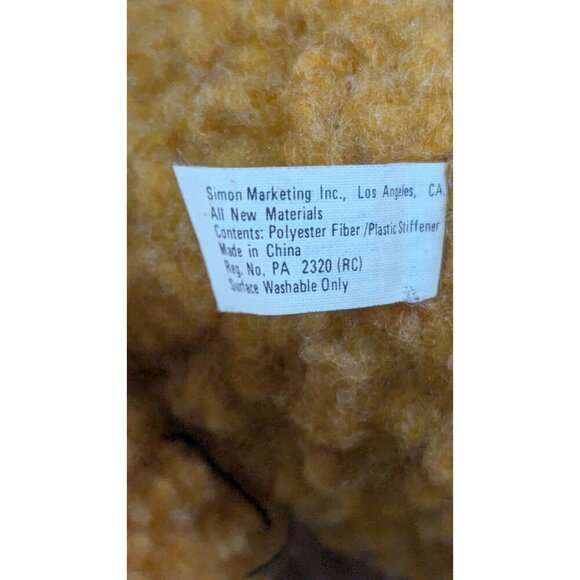 Simon Marketing Inc., Los Angeles, CA.
All New Materials
Contents: Polyester Fiber /Plastic Stiffener
Made in China
Reg. No, PA 2320 (RC)
Surface Washable Only